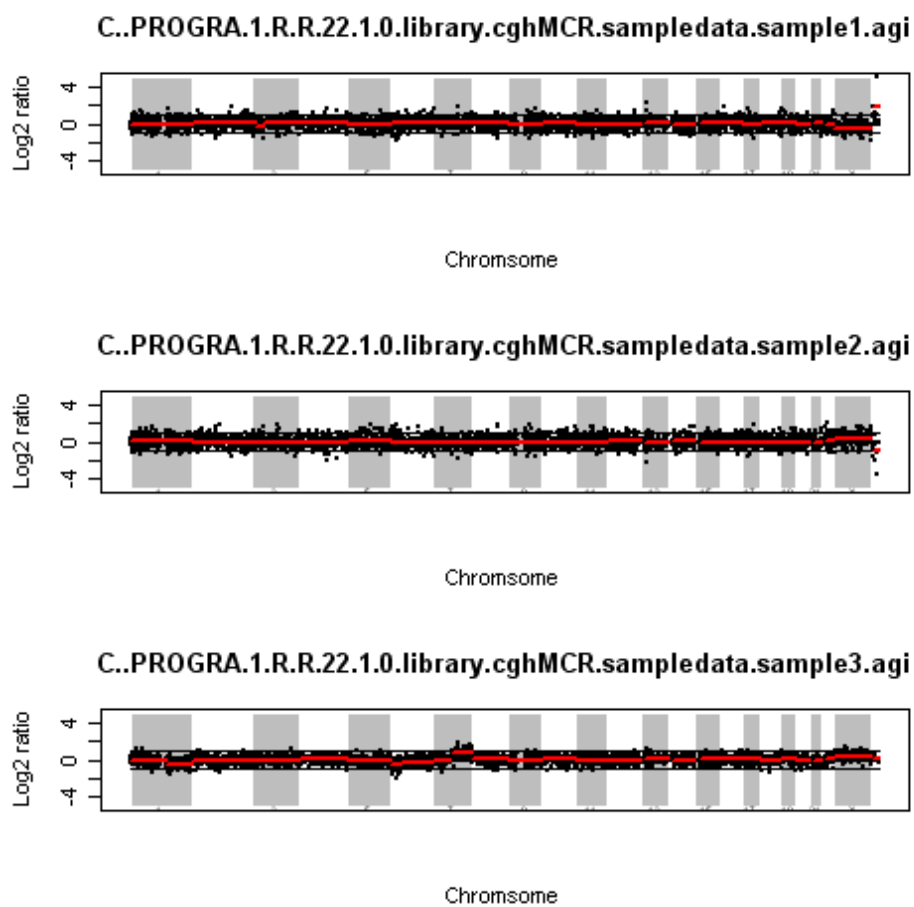 C..PROGRA.1.R.R.22.1.0.library.cghMCR.sampledata.sample1.agi
Log2 ratio
4
0
-4
Chromsome
C..PROGRA.1.R.R.22.1.0.library.cghMCR.sampledata.sample2.agi
Log2 ratio
4
0
-4
Chromsome
C..PROGRA.1.R.R.22.1.0.library.cghMCR.sampledata.sample3.agi
Log2 ratio
4
0
-4
Chromsome